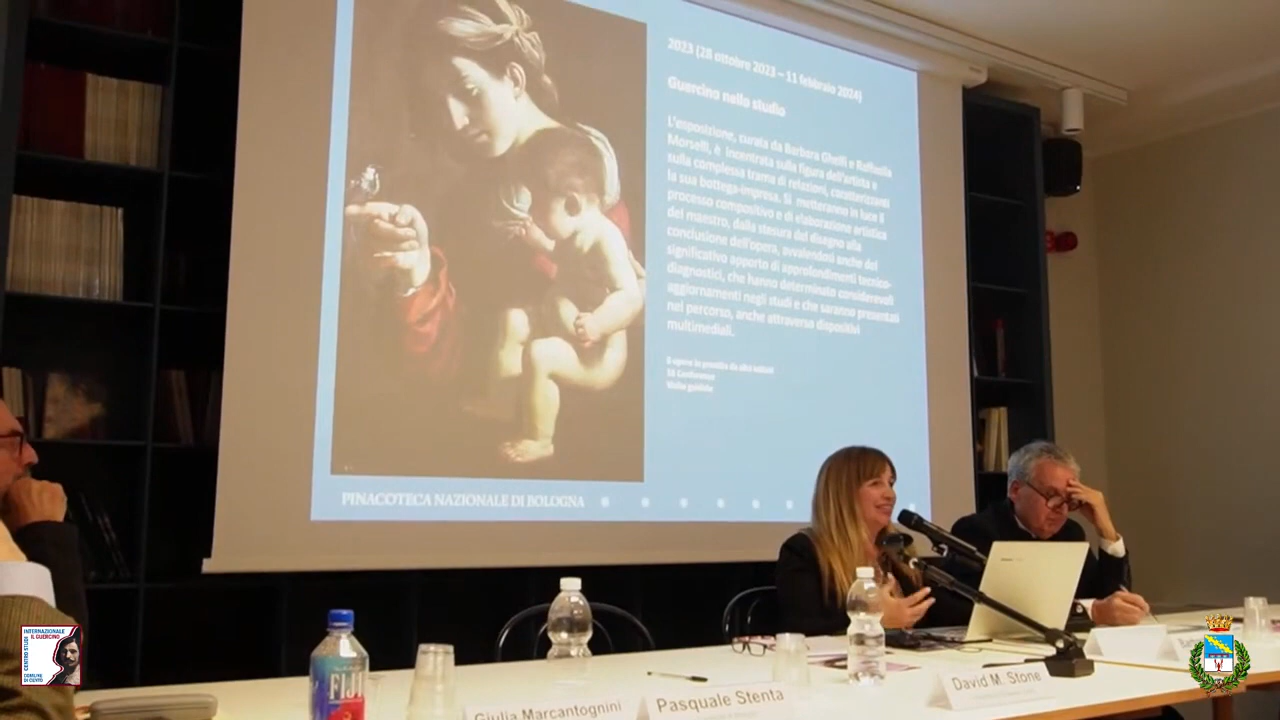 2023 (28 ottobre 2023 – 11 febbraio 2024)
Guercino nello studio
L'esposizione, curata da Barbara Ghelfi e Raffaella
Morselli, è incentrata sulla figura dell'artista e
sulla complessa trama di relazioni, caratterizzanti
la sua bottega-impresa. Si metteranno in luce il
processo compositivo e di elaborazione artistica
del maestro, dalla stesura del disegno alla
conclusione dell'opera, avvalendosi anche del
significativo apporto di approfondimenti tecnico-
diagnostici, che hanno determinato considerevoli
aggiornamenti negli studi e che saranno presentati
nel percorso, anche attraverso dispositivi
multimediali.
Visite guidate
PINACOTECA NAZIONALE DI BOLOGNA
FIJI
Giulia Marcantognini
Pasquale Stenta
David M. Stone
INTERNAZIONALE
IL GUERCINO
CENTRO STUDI
COMUNE
DI CENTO